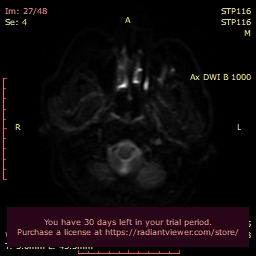 Im: 27/48
Se: 4
STP116
STP116
M
A
Ax DWI B 1000
R
L
You have 30 days left in your trial period.
Purchase a license at https://radiantviewer.com/store/